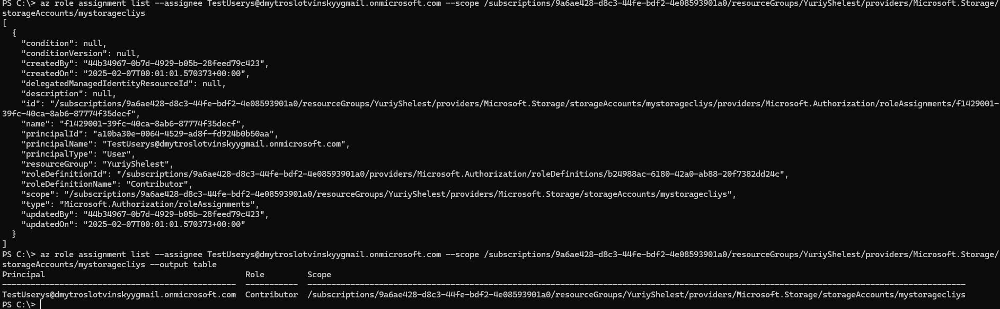 PS C:\> az role assignment list --assignee TestUserys@dmytroslotvinskyygmail.onmicrosoft.com --scope /subscriptions/9a6ae428-d8c3-44fe-bdf2-4e08593901a0/resourceGroups/YuriyShelest/providers/Microsoft.Storage/
storageAccounts/mystoragecliys
[
  {
    "condition": null,
    "conditionVersion": null,
    "createdBy": "44b34967-0b7d-4929-b05b-28feed79c423",
    "createdOn": "2025-02-07T00:01:01.570373+00:00",
    "delegatedManagedIdentityResourceId": null,
    "description": null,
    "id": "/subscriptions/9a6ae428-d8c3-44fe-bdf2-4e08593901a0/resourceGroups/YuriyShelest/providers/Microsoft.Storage/storageAccounts/mystoragecliys/providers/Microsoft.Authorization/roleAssignments/f1429001-
39fc-40ca-8ab6-87774f35decf",
    "name": "f1429001-39fc-40ca-8ab6-87774f35decf",
    "principalId": "a10ba30e-0064-4529-ad8f-fd924b0b50aa",
    "principalName": "TestUserys@dmytroslotvinskyygmail.onmicrosoft.com",
    "principalType": "User",
    "resourceGroup": "YuriyShelest",
    "roleDefinitionId": "/subscriptions/9a6ae428-d8c3-44fe-bdf2-4e08593901a0/providers/Microsoft.Authorization/roleDefinitions/b24988ac-6180-42a0-ab88-20f7382dd24c",
    "roleDefinitionName": "Contributor",
    "scope": "/subscriptions/9a6ae428-d8c3-44fe-bdf2-4e08593901a0/resourceGroups/YuriyShelest/providers/Microsoft.Storage/storageAccounts/mystoragecliys",
    "type": "Microsoft.Authorization/roleAssignments",
    "updatedBy": "44b34967-0b7d-4929-b05b-28feed79c423",
    "updatedOn": "2025-02-07T00:01:01.570373+00:00"
  }
]
PS C:\> az role assignment list --assignee TestUserys@dmytroslotvinskyygmail.onmicrosoft.com --scope /subscriptions/9a6ae428-d8c3-44fe-bdf2-4e08593901a0/resourceGroups/YuriyShelest/providers/Microsoft.Storage/
storageAccounts/mystoragecliys --output table
Principal                                          Role         Scope
-------------------------------------------------  -----------  ------------------------------------------------------------------------------------------------------------------------------------------
TestUserys@dmytroslotvinskyygmail.onmicrosoft.com  Contributor  /subscriptions/9a6ae428-d8c3-44fe-bdf2-4e08593901a0/resourceGroups/YuriyShelest/providers/Microsoft.Storage/storageAccounts/mystoragecliys
PS C:\>